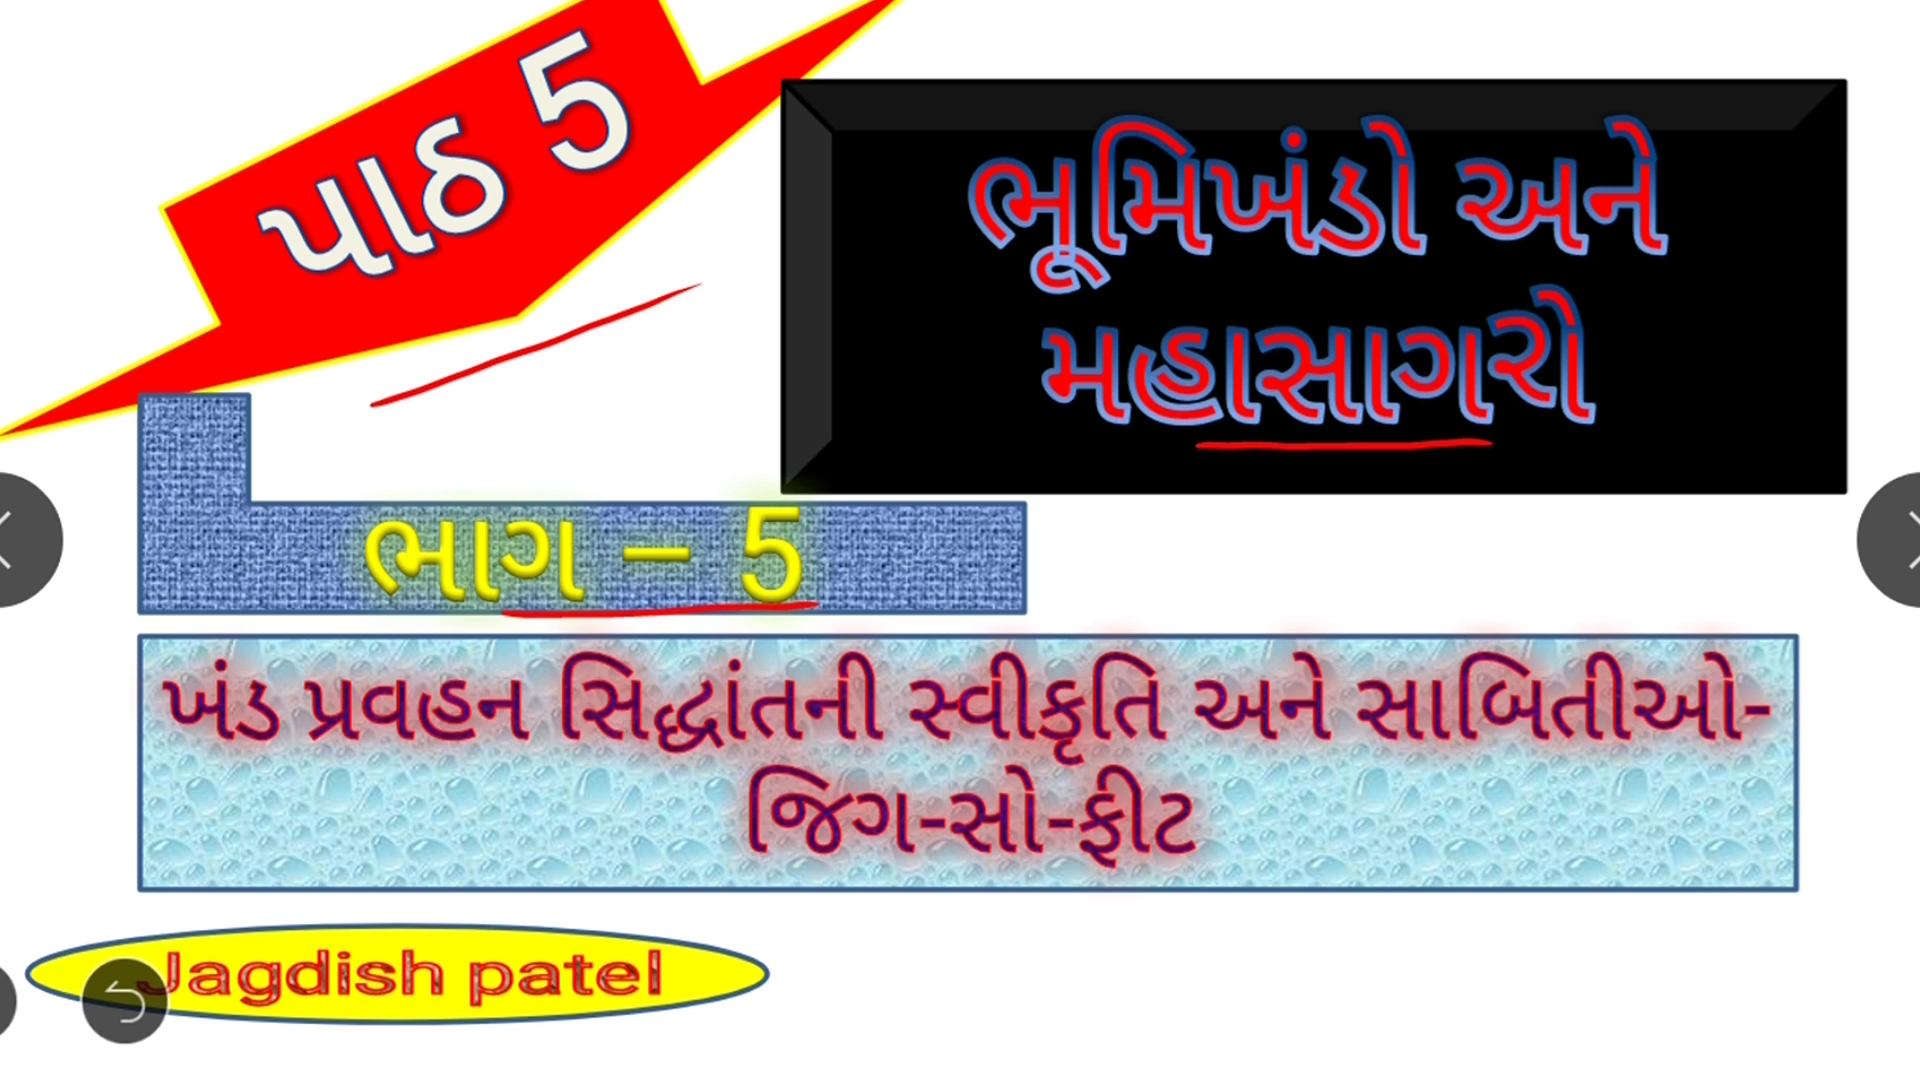 પાઠ 5
ભૂમિખંડો અને
મહાસાગરો
ભાગ – 5
ખંડ પ્રવહન સિદ્ધાંતની સ્વીકૃતિ અને સાબિતીઓ-
જિગ-સો-ફીટ
Jagdish patel